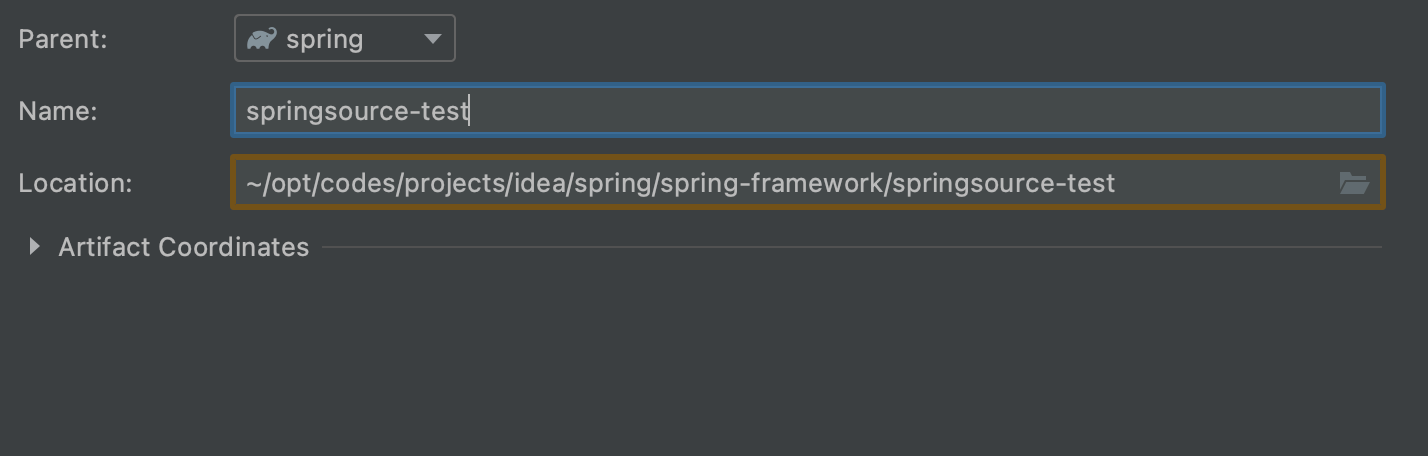 Parent: spring
Name: springsource-test
Location: ~/opt/codes/projects/idea/spring/spring-framework/springsource-test
Artifact Coordinates